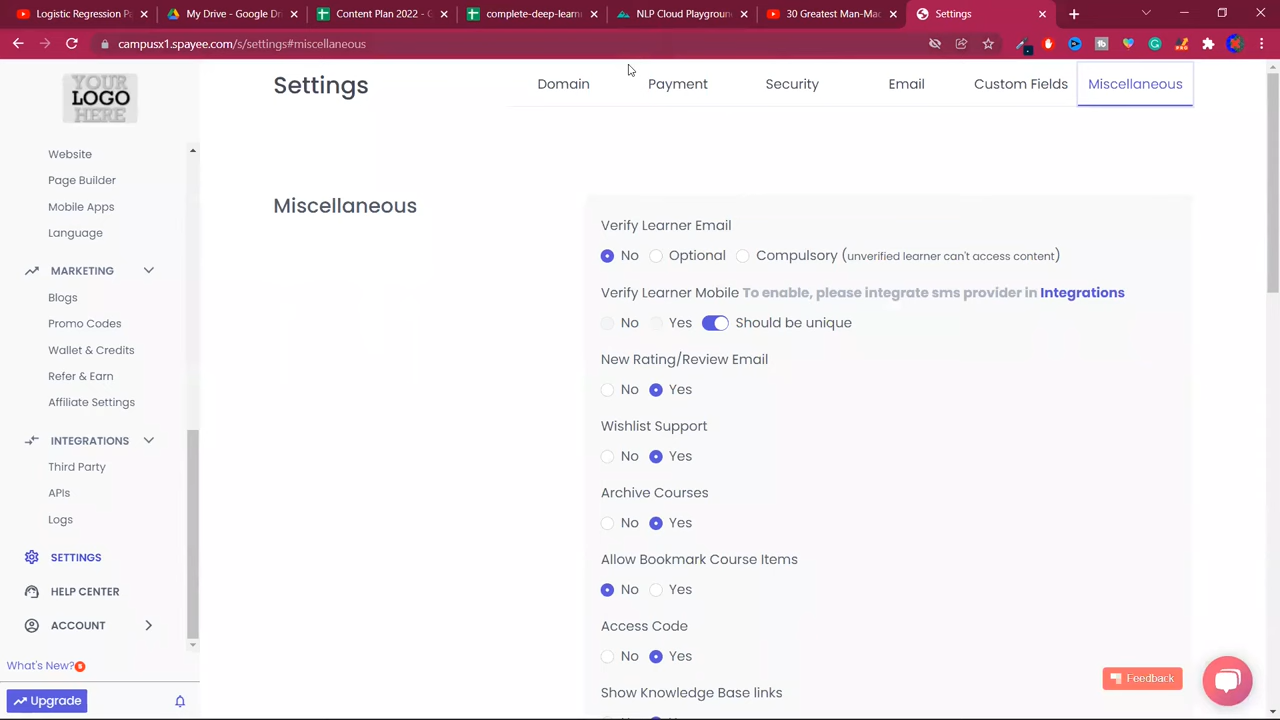 Logistic Regression Pa
My Drive - Google Dri
Content Plan 2022 - G
complete-deep-learn
NLP Cloud Playground
30 Greatest Man-Mac
Settings
campusx1.spayee.com/s/settings#miscellaneous
YOUR
LOGO
HERE
Settings
Domain
Payment
Security
Email
Custom Fields
Miscellaneous
Website
Page Builder
Mobile Apps
Language
MARKETING
Blogs
Promo Codes
Wallet & Credits
Refer & Earn
Affiliate Settings
INTEGRATIONS
Third Party
APIs
Logs
SETTINGS
HELP CENTER
ACCOUNT
What's New?
Upgrade
Miscellaneous
Verify Learner Email
No Optional Compulsory (unverified learner can't access content)
Verify Learner Mobile To enable, please integrate sms provider in Integrations
No Yes Should be unique
New Rating/Review Email
No Yes
Wishlist Support
No Yes
Archive Courses
No Yes
Allow Bookmark Course Items
No Yes
Access Code
No Yes
Show Knowledge Base links
Feedback